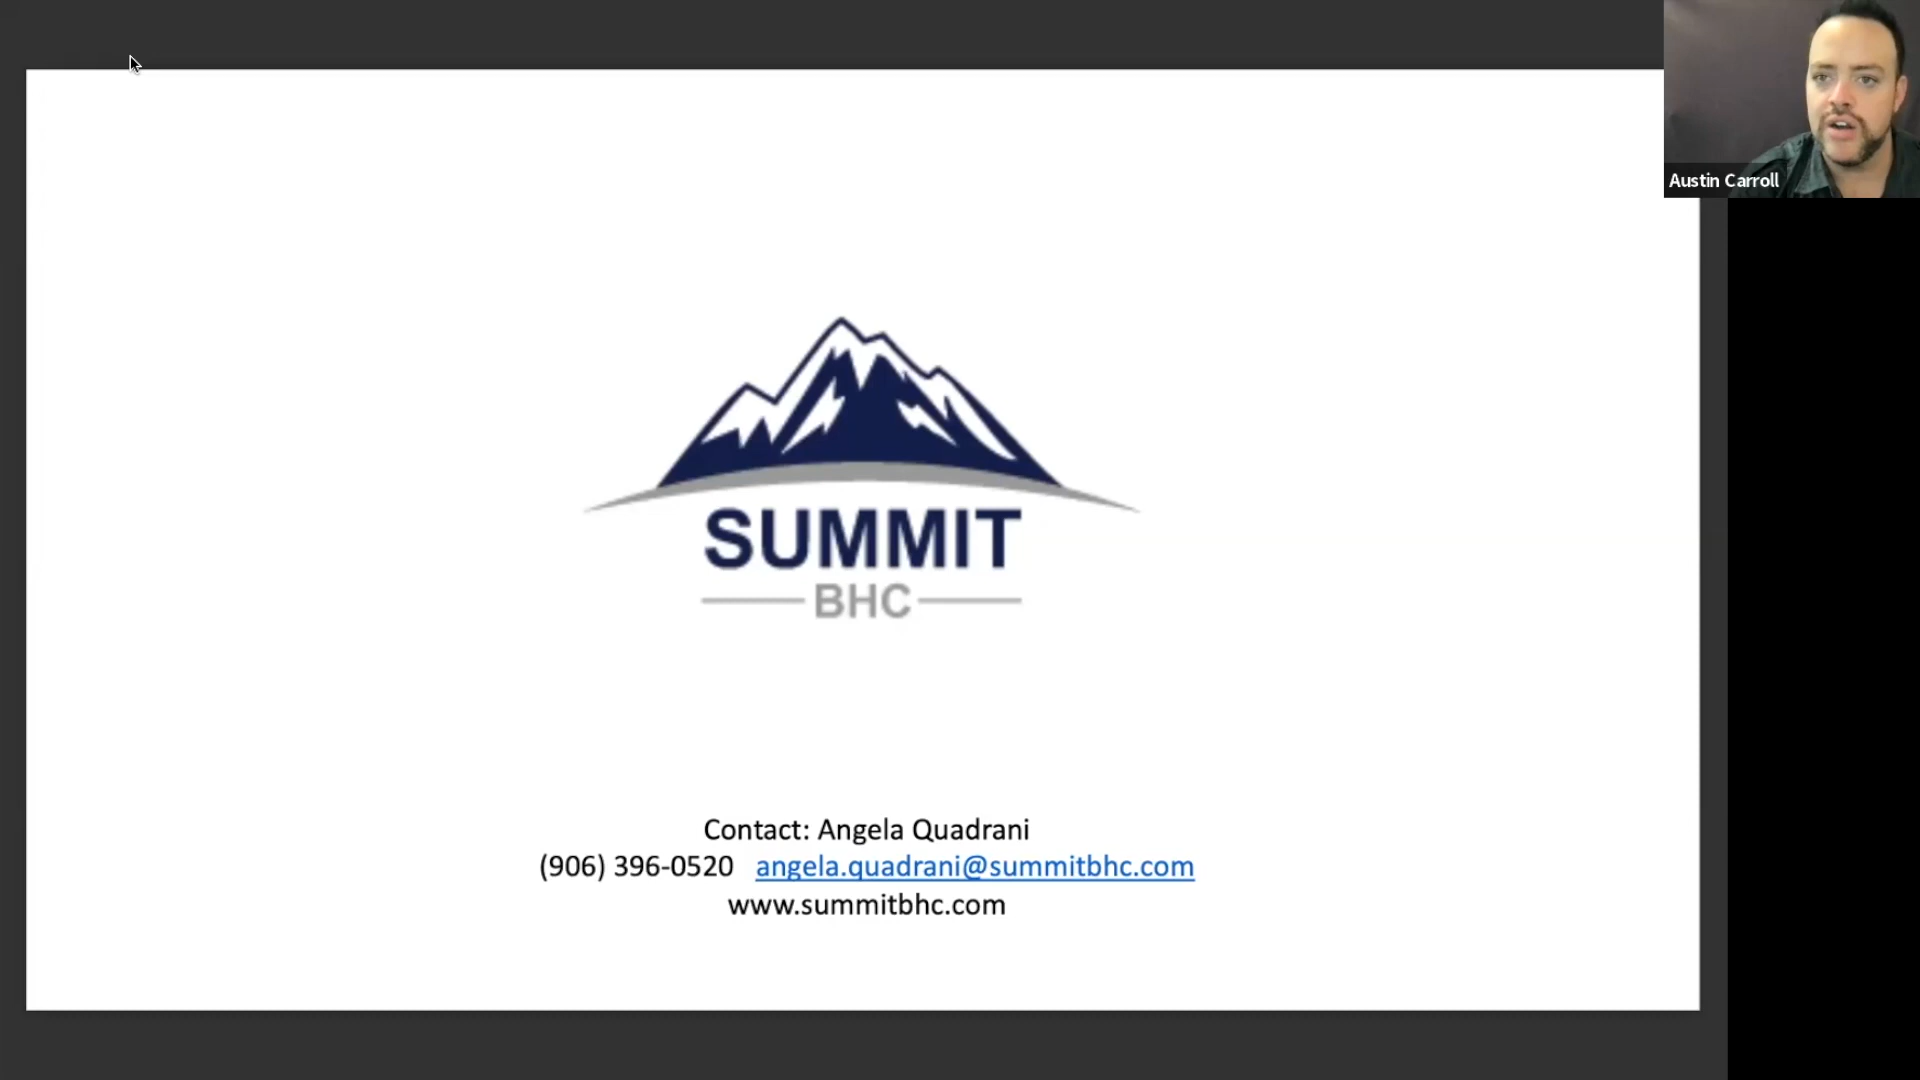 Austin Carroll
SUMMIT
BHC
Contact: Angela Quadrani
(906) 396-0520 angela.quadrani@summitbhc.com
www.summitbhc.com